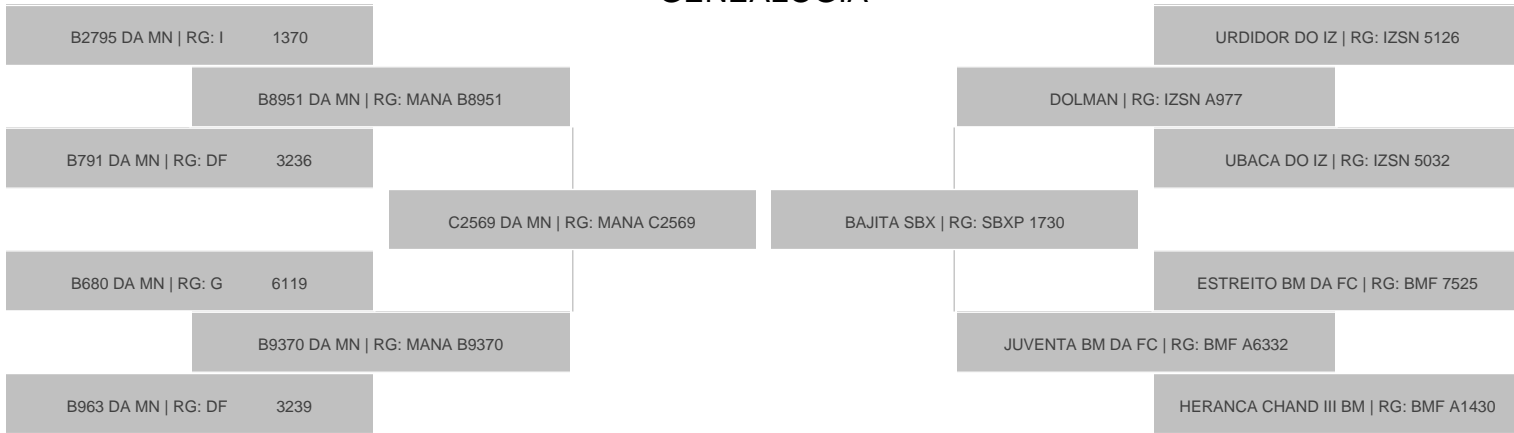 GENEALOGIA
B2795 DA MN | RG: I 1370
URDIDOR DO IZ | RG: IZSN 5126
B8951 DA MN | RG: MANA B8951
DOLMAN | RG: IZSN A977
B791 DA MN | RG: DF 3236
UBACA DO IZ | RG: IZSN 5032
C2569 DA MN | RG: MANA C2569
BAJITA SBX | RG: SBXP 1730
B680 DA MN | RG: G 6119
ESTREITO BM DA FC | RG: BMF 7525
B9370 DA MN | RG: MANA B9370
JUVENTA BM DA FC | RG: BMF A6332
B963 DA MN | RG: DF 3239
HERANCA CHAND III BM | RG: BMF A1430